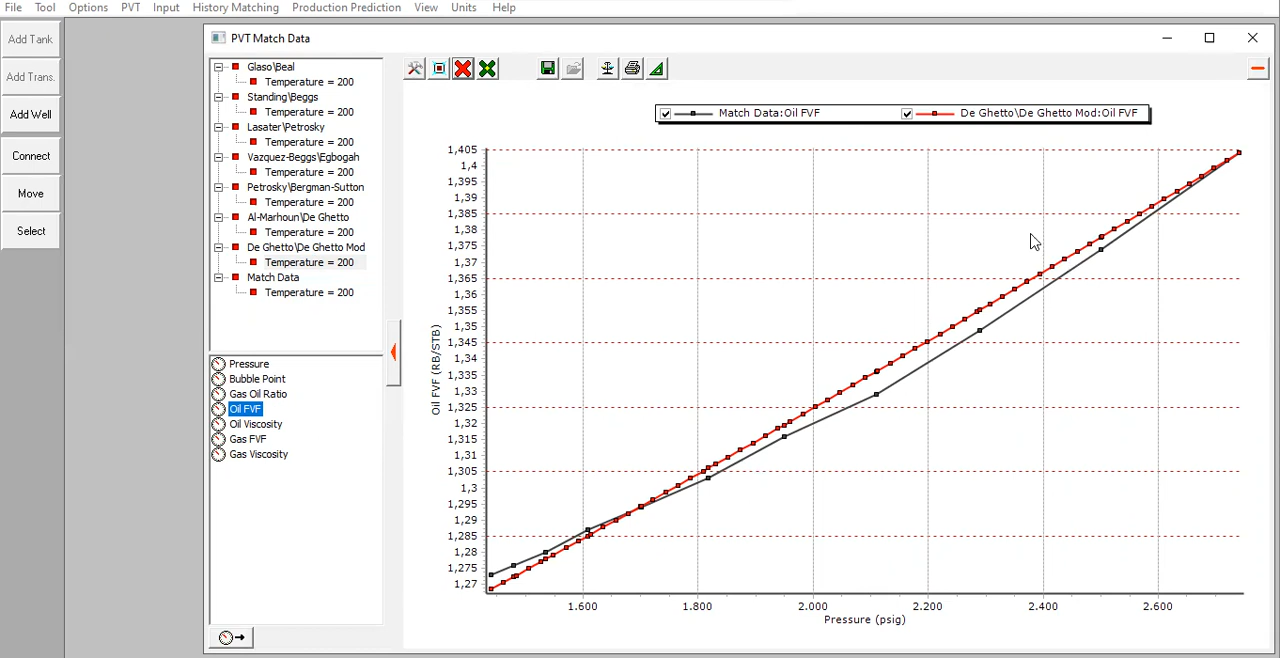 File Tool Options PVT Input History Matching Production Prediction View Units Help
Add Tank
Add Trans.
Add Well
Connect
Move
Select
PVT Match Data
Glaso\Beal
Temperature = 200
Standing\Beggs
Temperature = 200
Lasater\Petrosky
Temperature = 200
Vazquez-Beggs\Egbogah
Temperature = 200
Petrosky\Bergman-Sutton
Temperature = 200
Al-Marhoun\De Ghetto
Temperature = 200
De Ghetto\De Ghetto Mod
Temperature = 200
Match Data
Temperature = 200
Pressure
Bubble Point
Gas Oil Ratio
Oil FVF
Oil Viscosity
Gas FVF
Gas Viscosity
Match Data:Oil FVF De Ghetto\De Ghetto Mod:Oil FVF
1,405
1,4
1,395
1,39
1,385
1,38
1,375
1,37
1,365
1,36
1,355
1,35
1,345
1,34
1,335
1,33
1,325
1,32
1,315
1,31
1,305
1,3
1,295
1,29
1,285
1,28
1,275
1,27
Oil FVF (RB/STB)
1.600 1.800 2.000 2.200 2.400 2.600
Pressure (psig)